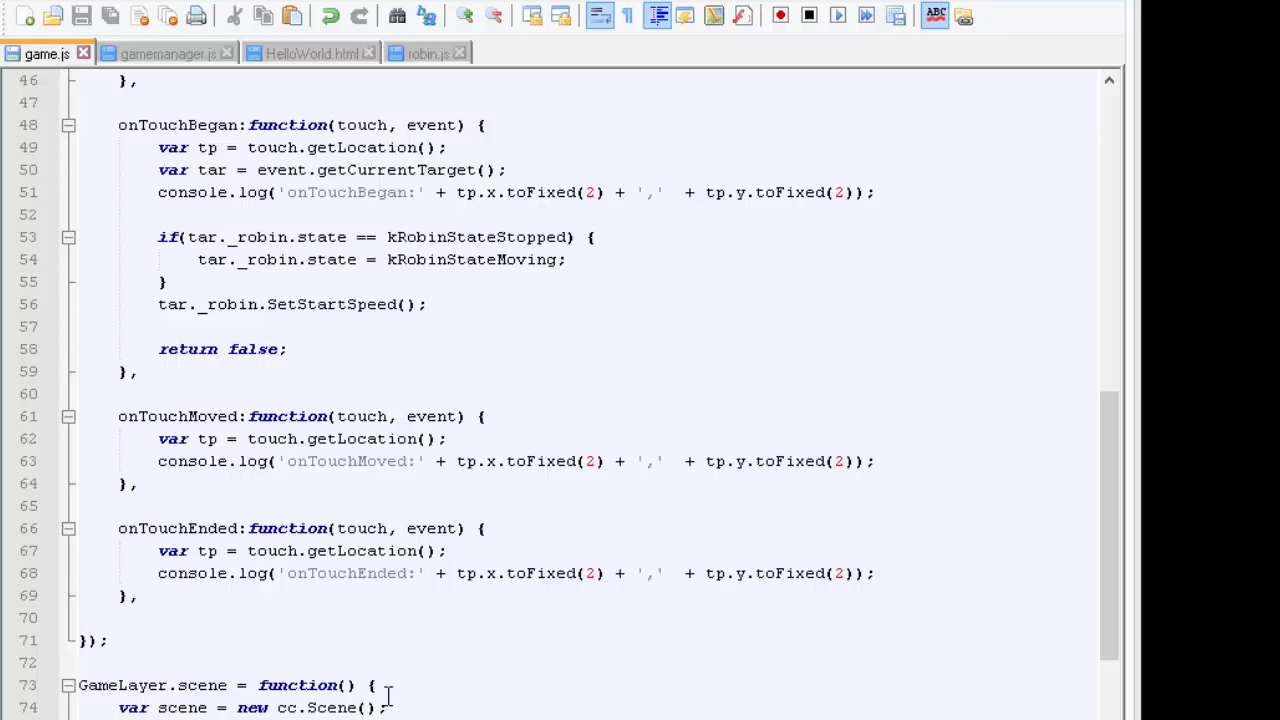 ABC
game.js gamemanager.js HelloWorld.html robin.js
46 },
47
48 onTouchBegan:function(touch, event) {
49 var tp = touch.getLocation();
50 var tar = event.getCurrentTarget();
51 console.log('onTouchBegan:' + tp.x.toFixed(2) + ',' + tp.y.toFixed(2));
52
53 if(tar._robin.state == kRobinStateStopped) {
54 tar._robin.state = kRobinStateMoving;
55 }
56 tar._robin.SetStartSpeed();
57
58 return false;
59 },
60
61 onTouchMoved:function(touch, event) {
62 var tp = touch.getLocation();
63 console.log('onTouchMoved:' + tp.x.toFixed(2) + ',' + tp.y.toFixed(2));
64 },
65
66 onTouchEnded:function(touch, event) {
67 var tp = touch.getLocation();
68 console.log('onTouchEnded:' + tp.x.toFixed(2) + ',' + tp.y.toFixed(2));
69 },
70
71 });
72
73 GameLayer.scene = function() {
74 var scene = new cc.Scene();